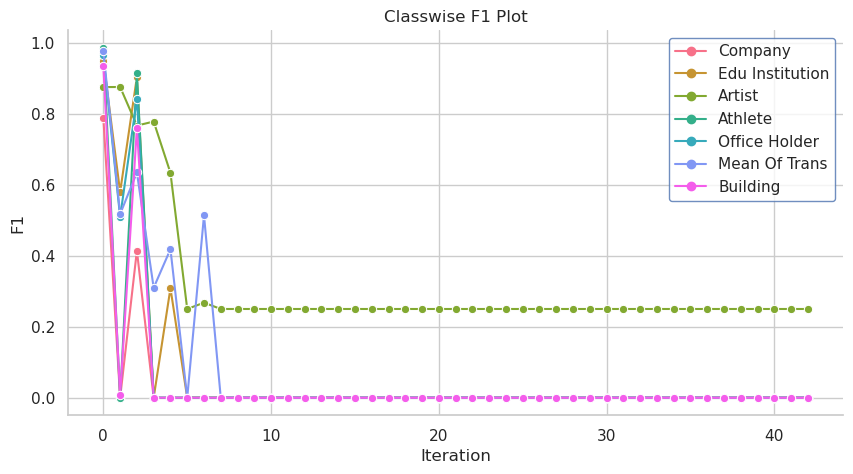 Classwise F1 Plot
1.0
0.8
0.6
0.4
0.2
0.0
F1
0
10
20
30
40
Iteration
Company
Edu Institution
Artist
Athlete
Office Holder
Mean Of Trans
Building